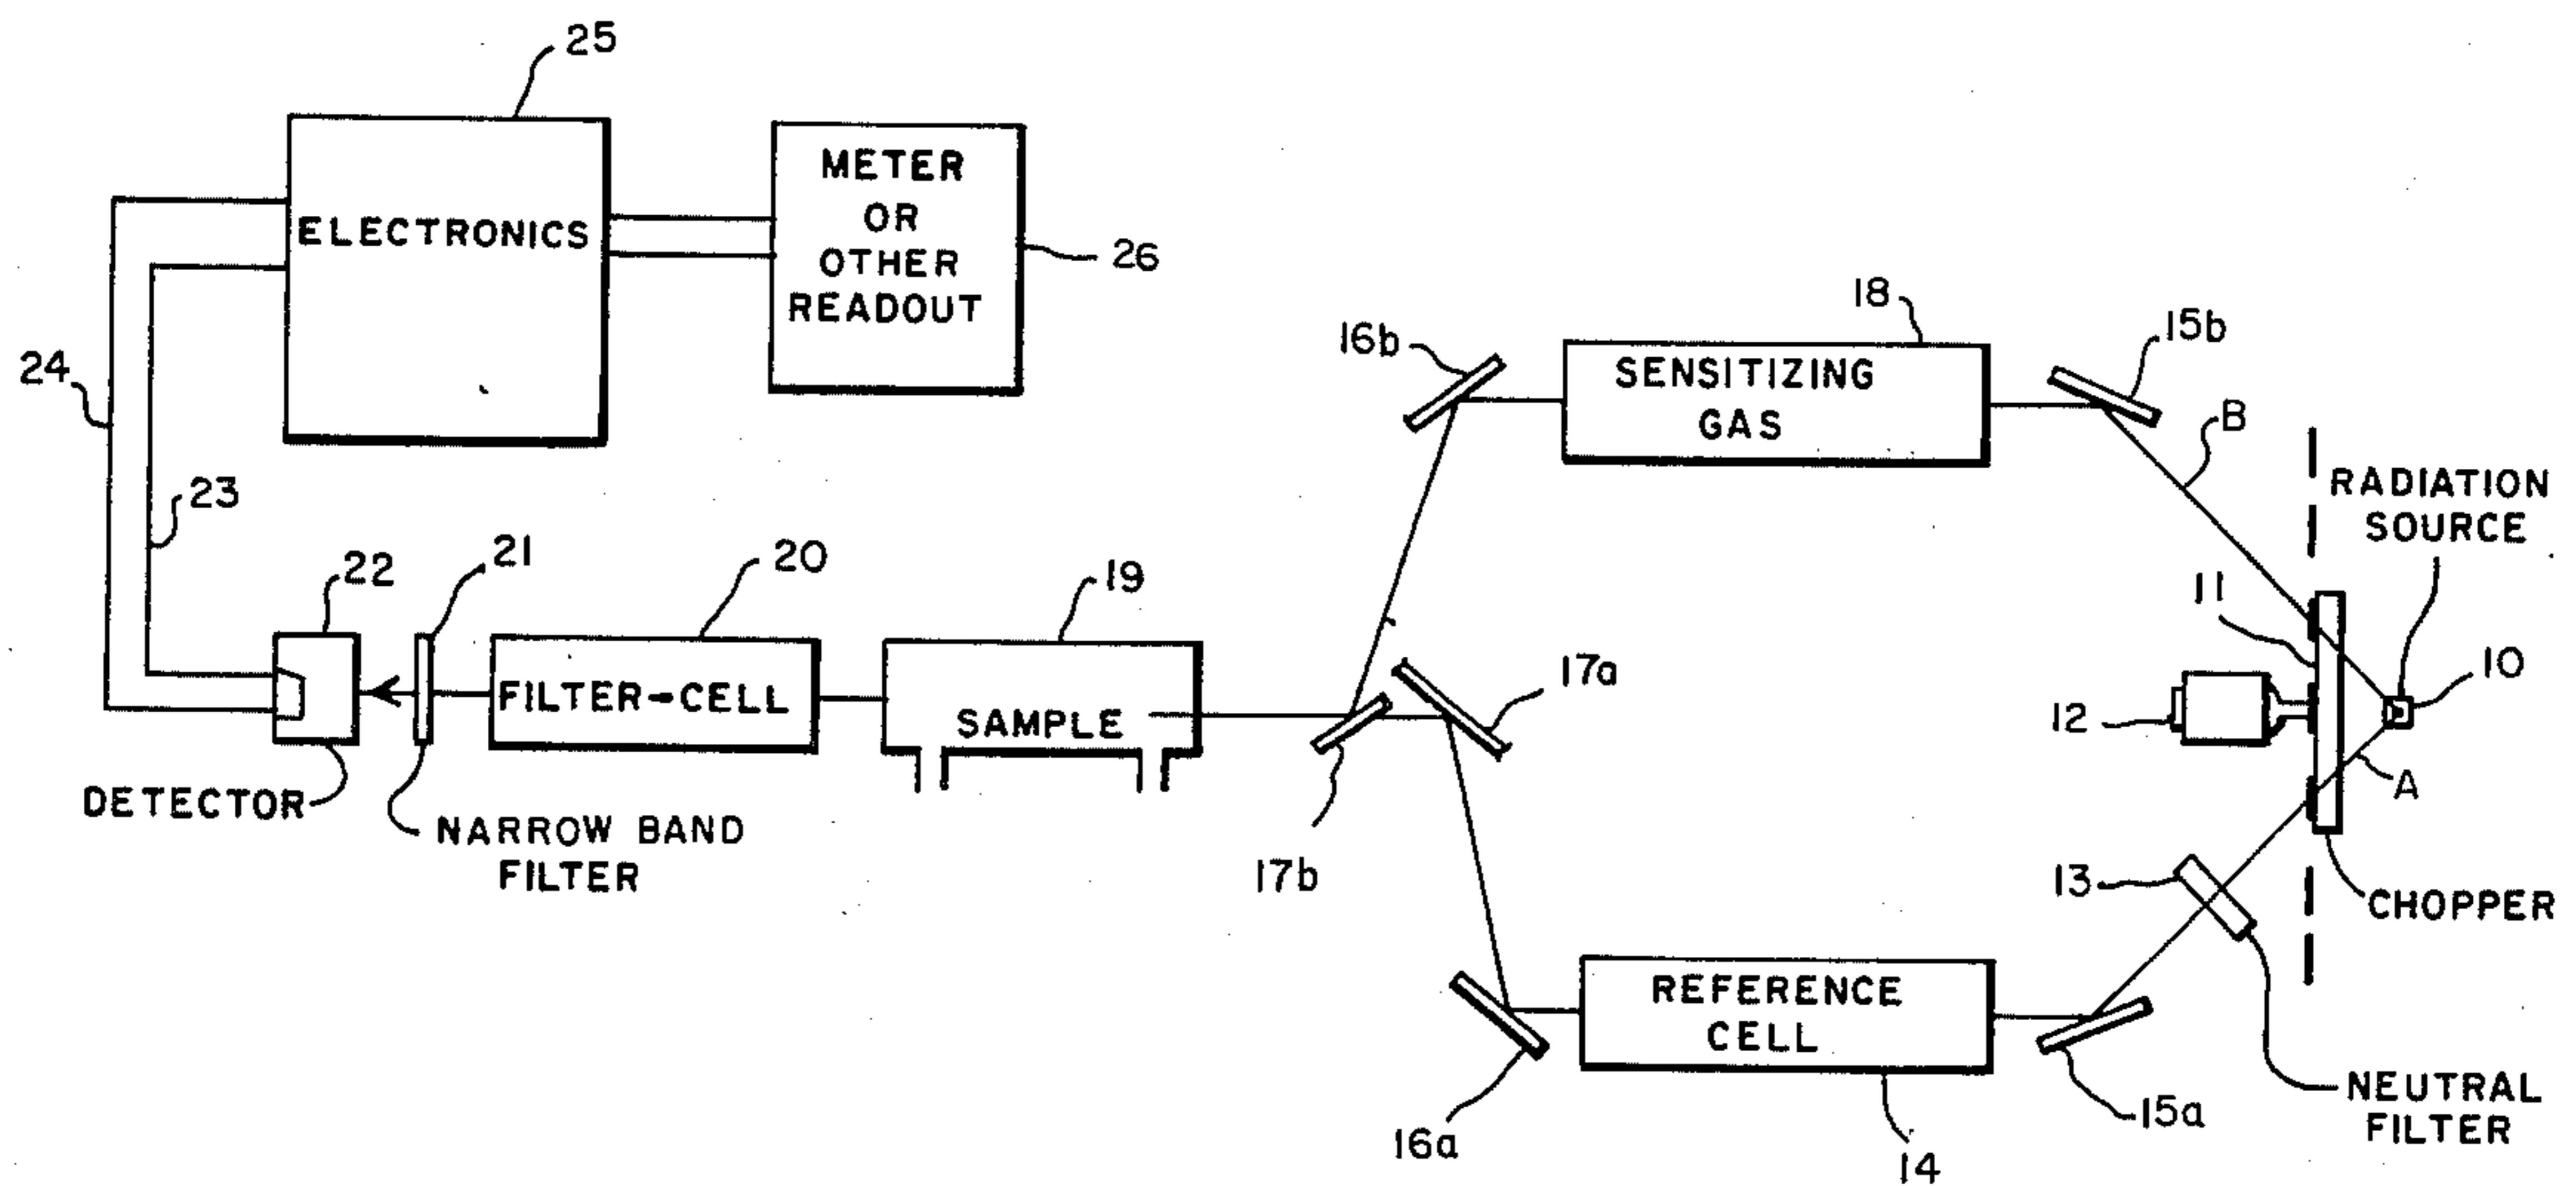 25
ELECTRONICS
METER
OR
OTHER
READOUT
26
24
23
22
21
20
19
DETECTOR
NARROW BAND
FILTER
FILTER-CELL
SAMPLE
16b
18
SENSITIZING
GAS
15b
B
RADIATION
SOURCE
11
10
12
17a
17b
A
13
CHOPPER
REFERENCE
CELL
16a
14
15a
NEUTRAL
FILTER